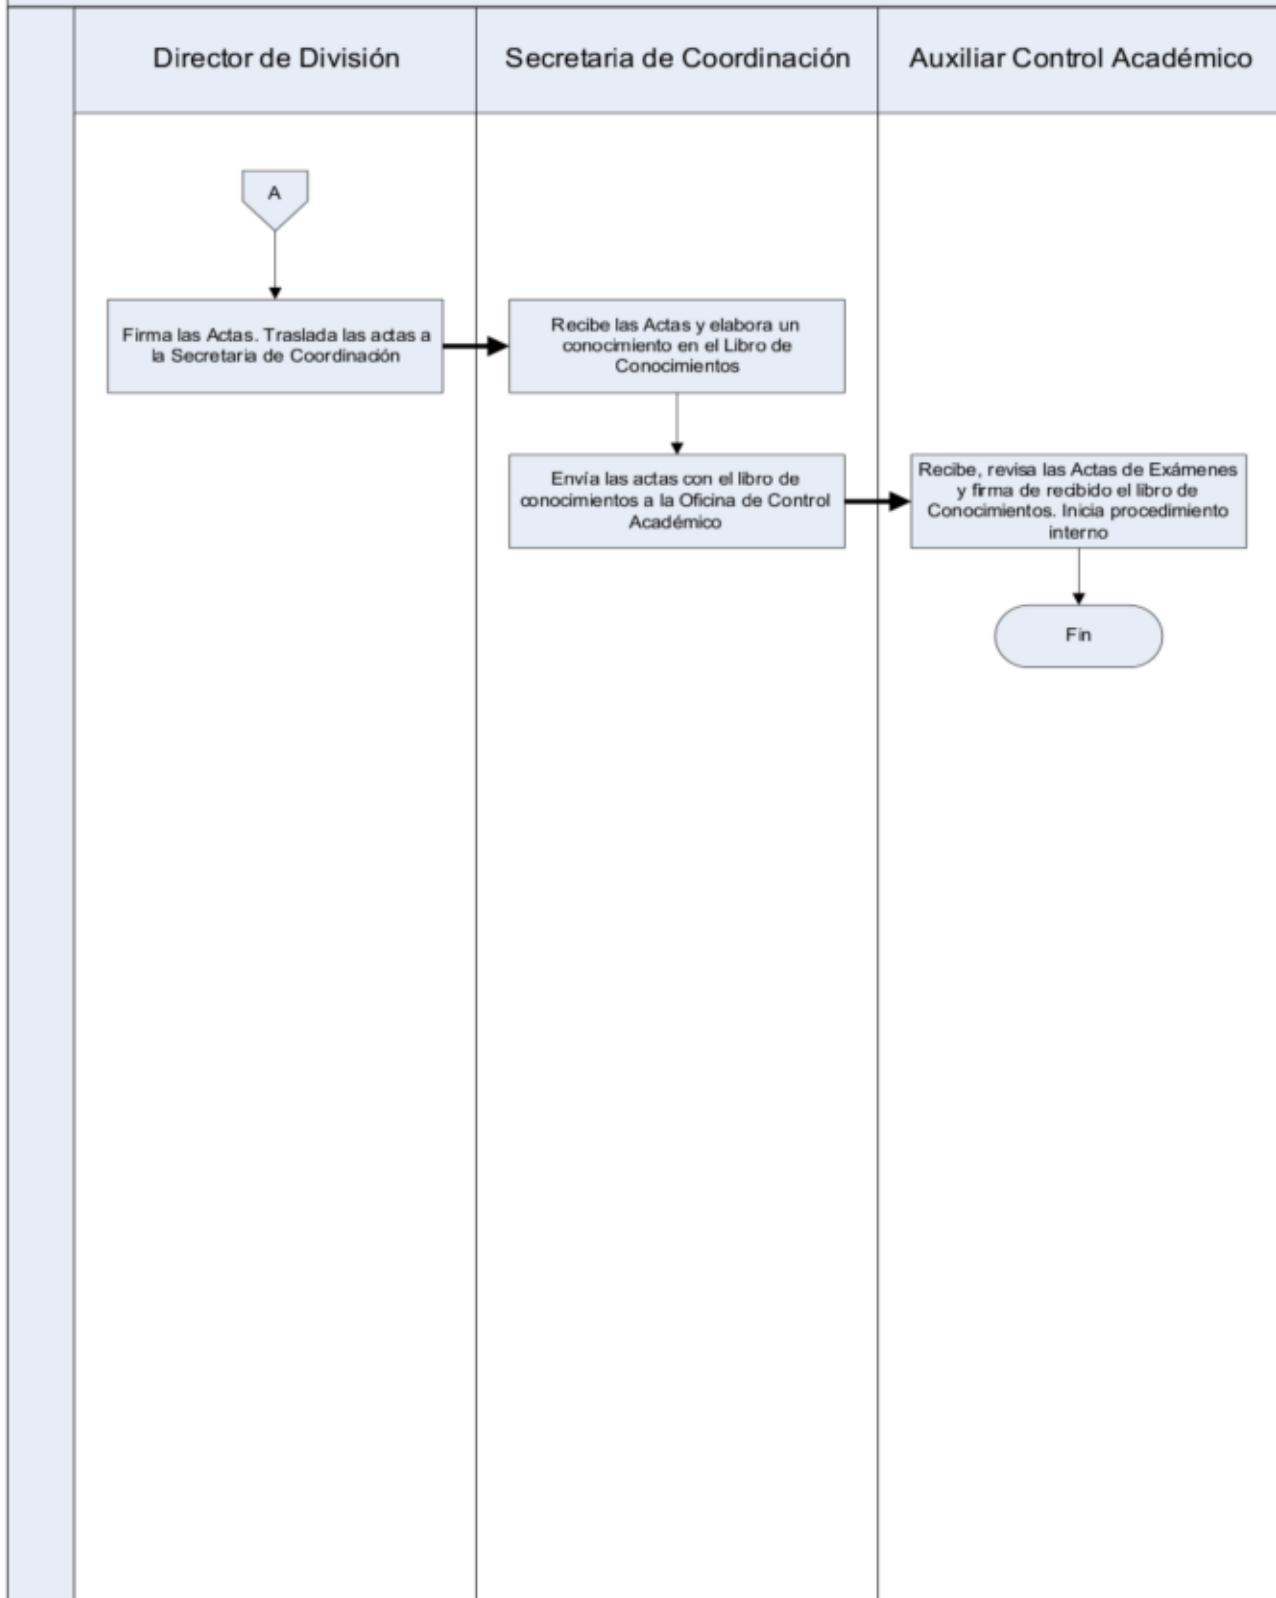 Director de División
Secretaria de Coordinación
Auxiliar Control Académico
A
Firma las Actas. Traslada las actas a
la Secretaria de Coordinación
Recibe las Actas y elabora un
conocimiento en el Libro de
Conocimientos
Envía las actas con el libro de
conocimientos a la Oficina de Control
Académico
Recibe, revisa las Actas de Exámenes
y firma de recibido el libro de
Conocimientos. Inicia procedimiento
interno
Fin